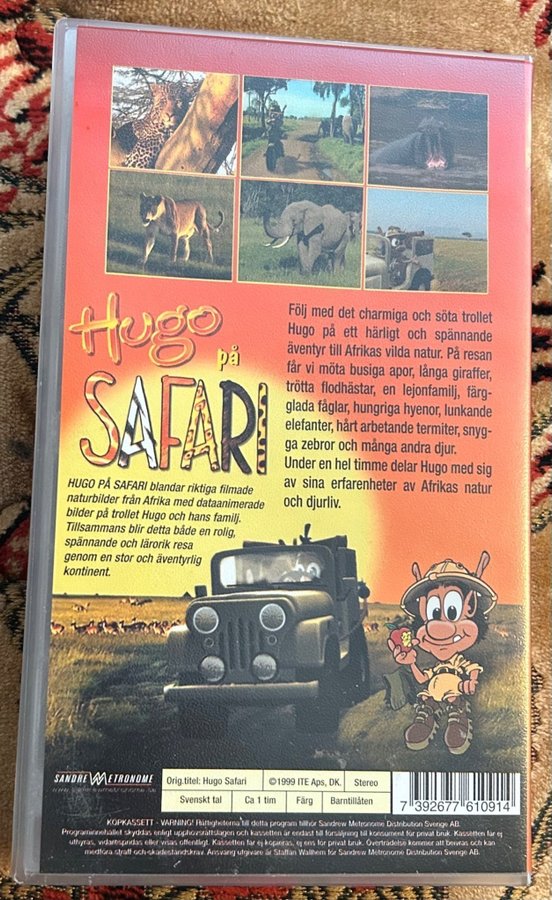 Hugo
på
SAFARI
HUGO PÅ SAFARI blandar riktiga filmade
naturbilder från Afrika med dataanimerade
bilder på trollet Hugo och hans familj.
Tillsammans blir detta både en rolig,
spännande och lärorik resa
genom en stor och äventyrlig
kontinent.
Följ med det charmiga och söta trollet
Hugo på ett härligt och spännande
äventyr till Afrikas vilda natur. På resan
får vi möta busiga apor, långa giraffer,
trötta flodhästar, en lejonfamilj, färg-
glada fåglar, hungriga hyenor, lunkande
elefanter, hårt arbetande termiter, snyg-
ga zebror och många andra djur.
Under en hel timme delar Hugo med sig
av sina erfarenheter av Afrikas natur
och djurliv.
SANDREW METRONOME
www.sandrewmetronome.se
Orig.titel: Hugo Safari
©1999 ITE Aps, DK.
Stereo
Svenskt tal
Ca 1 tim
Färg
Barntillåten
7 392677 610914
KÖPKASSETT - VARNING! Rättigheterna till detta program tillhör Sandrew Metronome Distribution Sverige AB.
Programinnehållet skyddas enligt upphovsrättslagen och kassetten är endast till försäljning till konsument för privat bruk. Kassetten får ej
uthyras, vidarespridas eller visas offentligt. Kassetten får ej kopieras, ej ens för privat bruk. Överträdelse kommer att beivras och kan
medföra straff- och skadeståndskrav. Ansvarig utgivare är Staffan Wallhem för Sandrew Metronome Distribution Sverige AB.